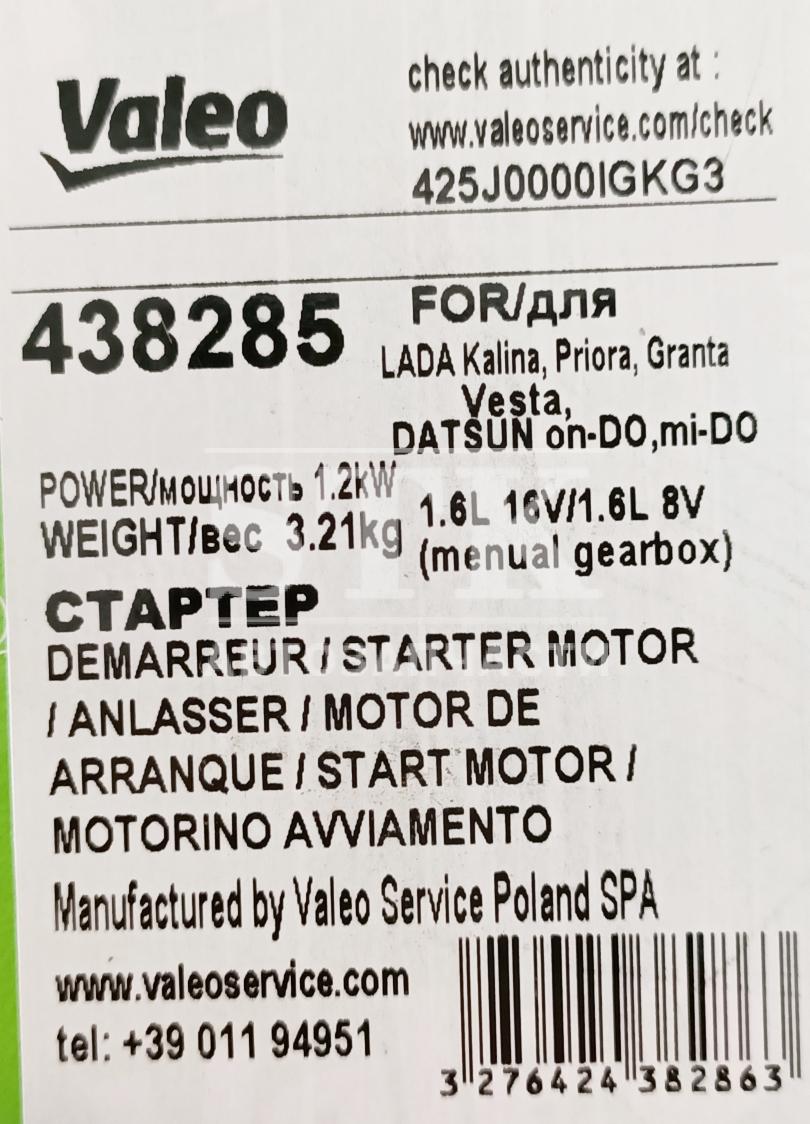 Valeo
check authenticity at :
www.valeoservice.com/check
425J0000IGKG3
438285
FOR/для
LADA Kalina, Priora, Granta
Vesta,
DATSUN on-DO,mi-DO
POWER/мощность 1.2kW
WEIGHT/вес 3.21kg
1.6L 16V/1.6L 8V
(menual gearbox)
СТАРТЕР
DEMARREUR / STARTER MOTOR
/ ANLASSER / MOTOR DE
ARRANQUE / START MOTOR /
MOTORINO AVVIAMENTO
Manufactured by Valeo Service Poland SPA
www.valeoservice.com
tel: +39 011 94951
3 276424 382863